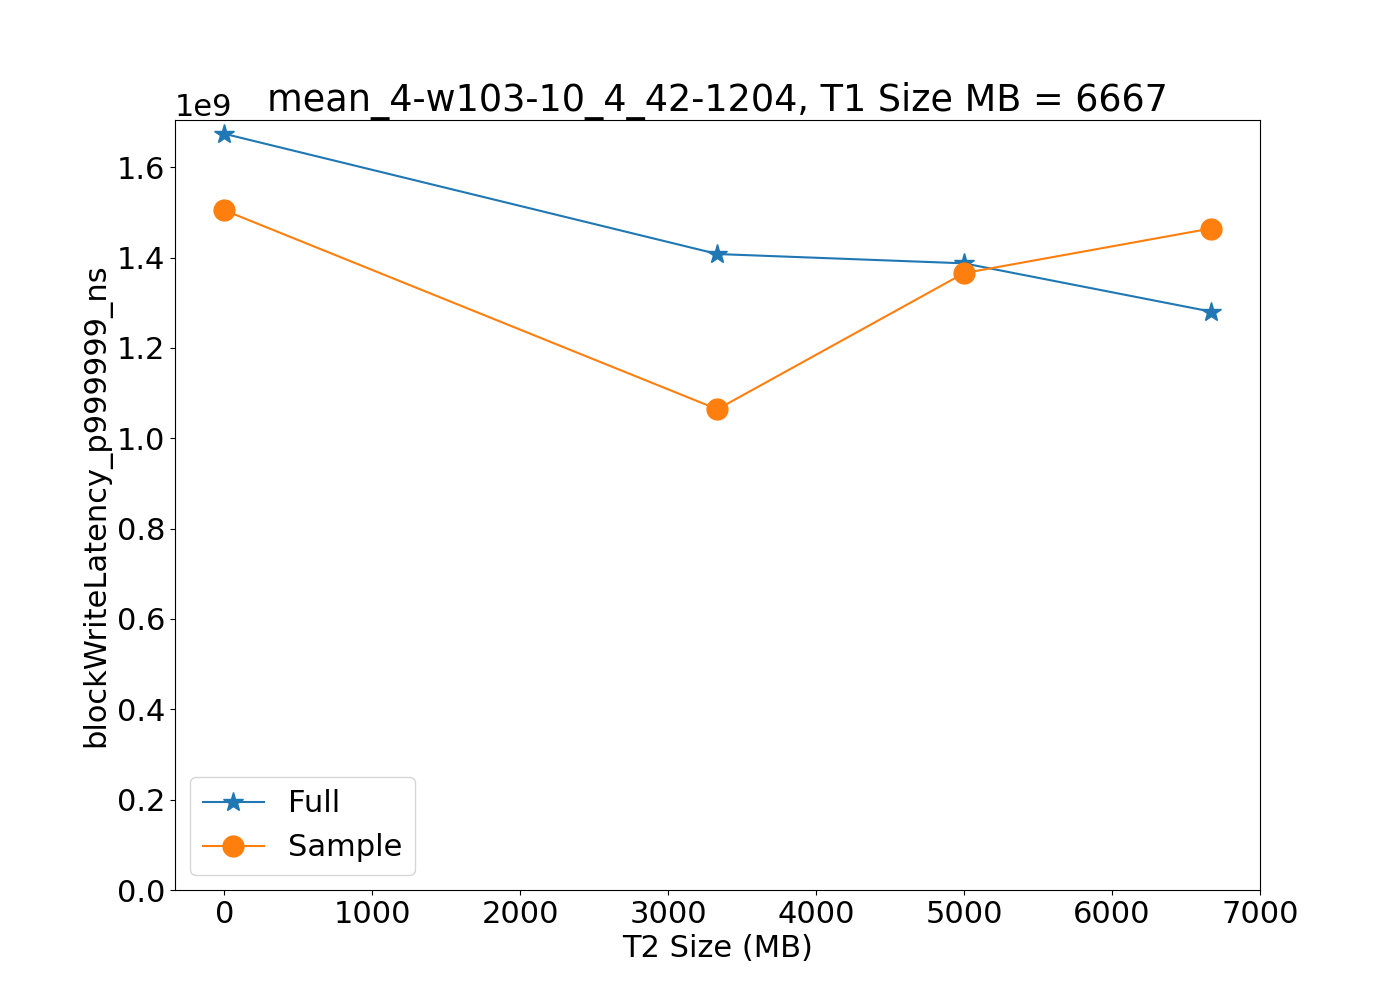 1e9
mean_4-w103-10_4_42-1204, T1 Size MB = 6667
blockWriteLatency_p999999_ns
1.6
1.4
1.2
1.0
0.8
0.6
0.4
0.2
0.0
Full
Sample
0 1000 2000 3000 4000 5000 6000 7000
T2 Size (MB)